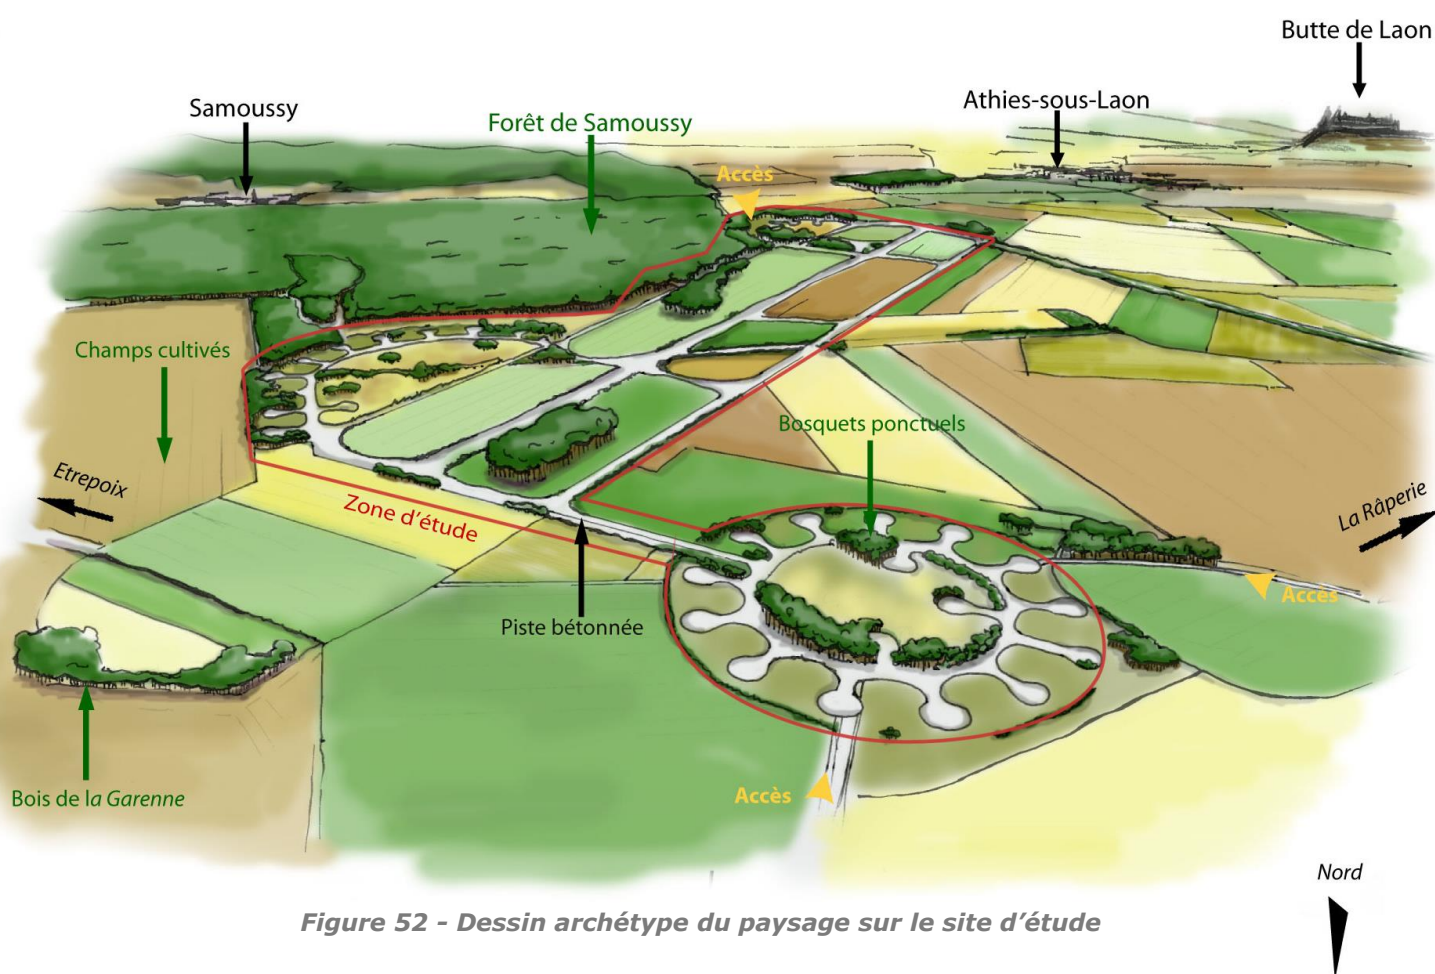 Butte de Laon
Samoussy
Athies-sous-Laon
Forêt de Samoussy
Accès
Champs cultivés
Bosquets ponctuels
Etrepoix
Zone d'étude
La Râperie
Accès
Piste bétonnée
Accès
Bois de la Garenne
Nord
Figure 52 - Dessin archétype du paysage sur le site d'étude